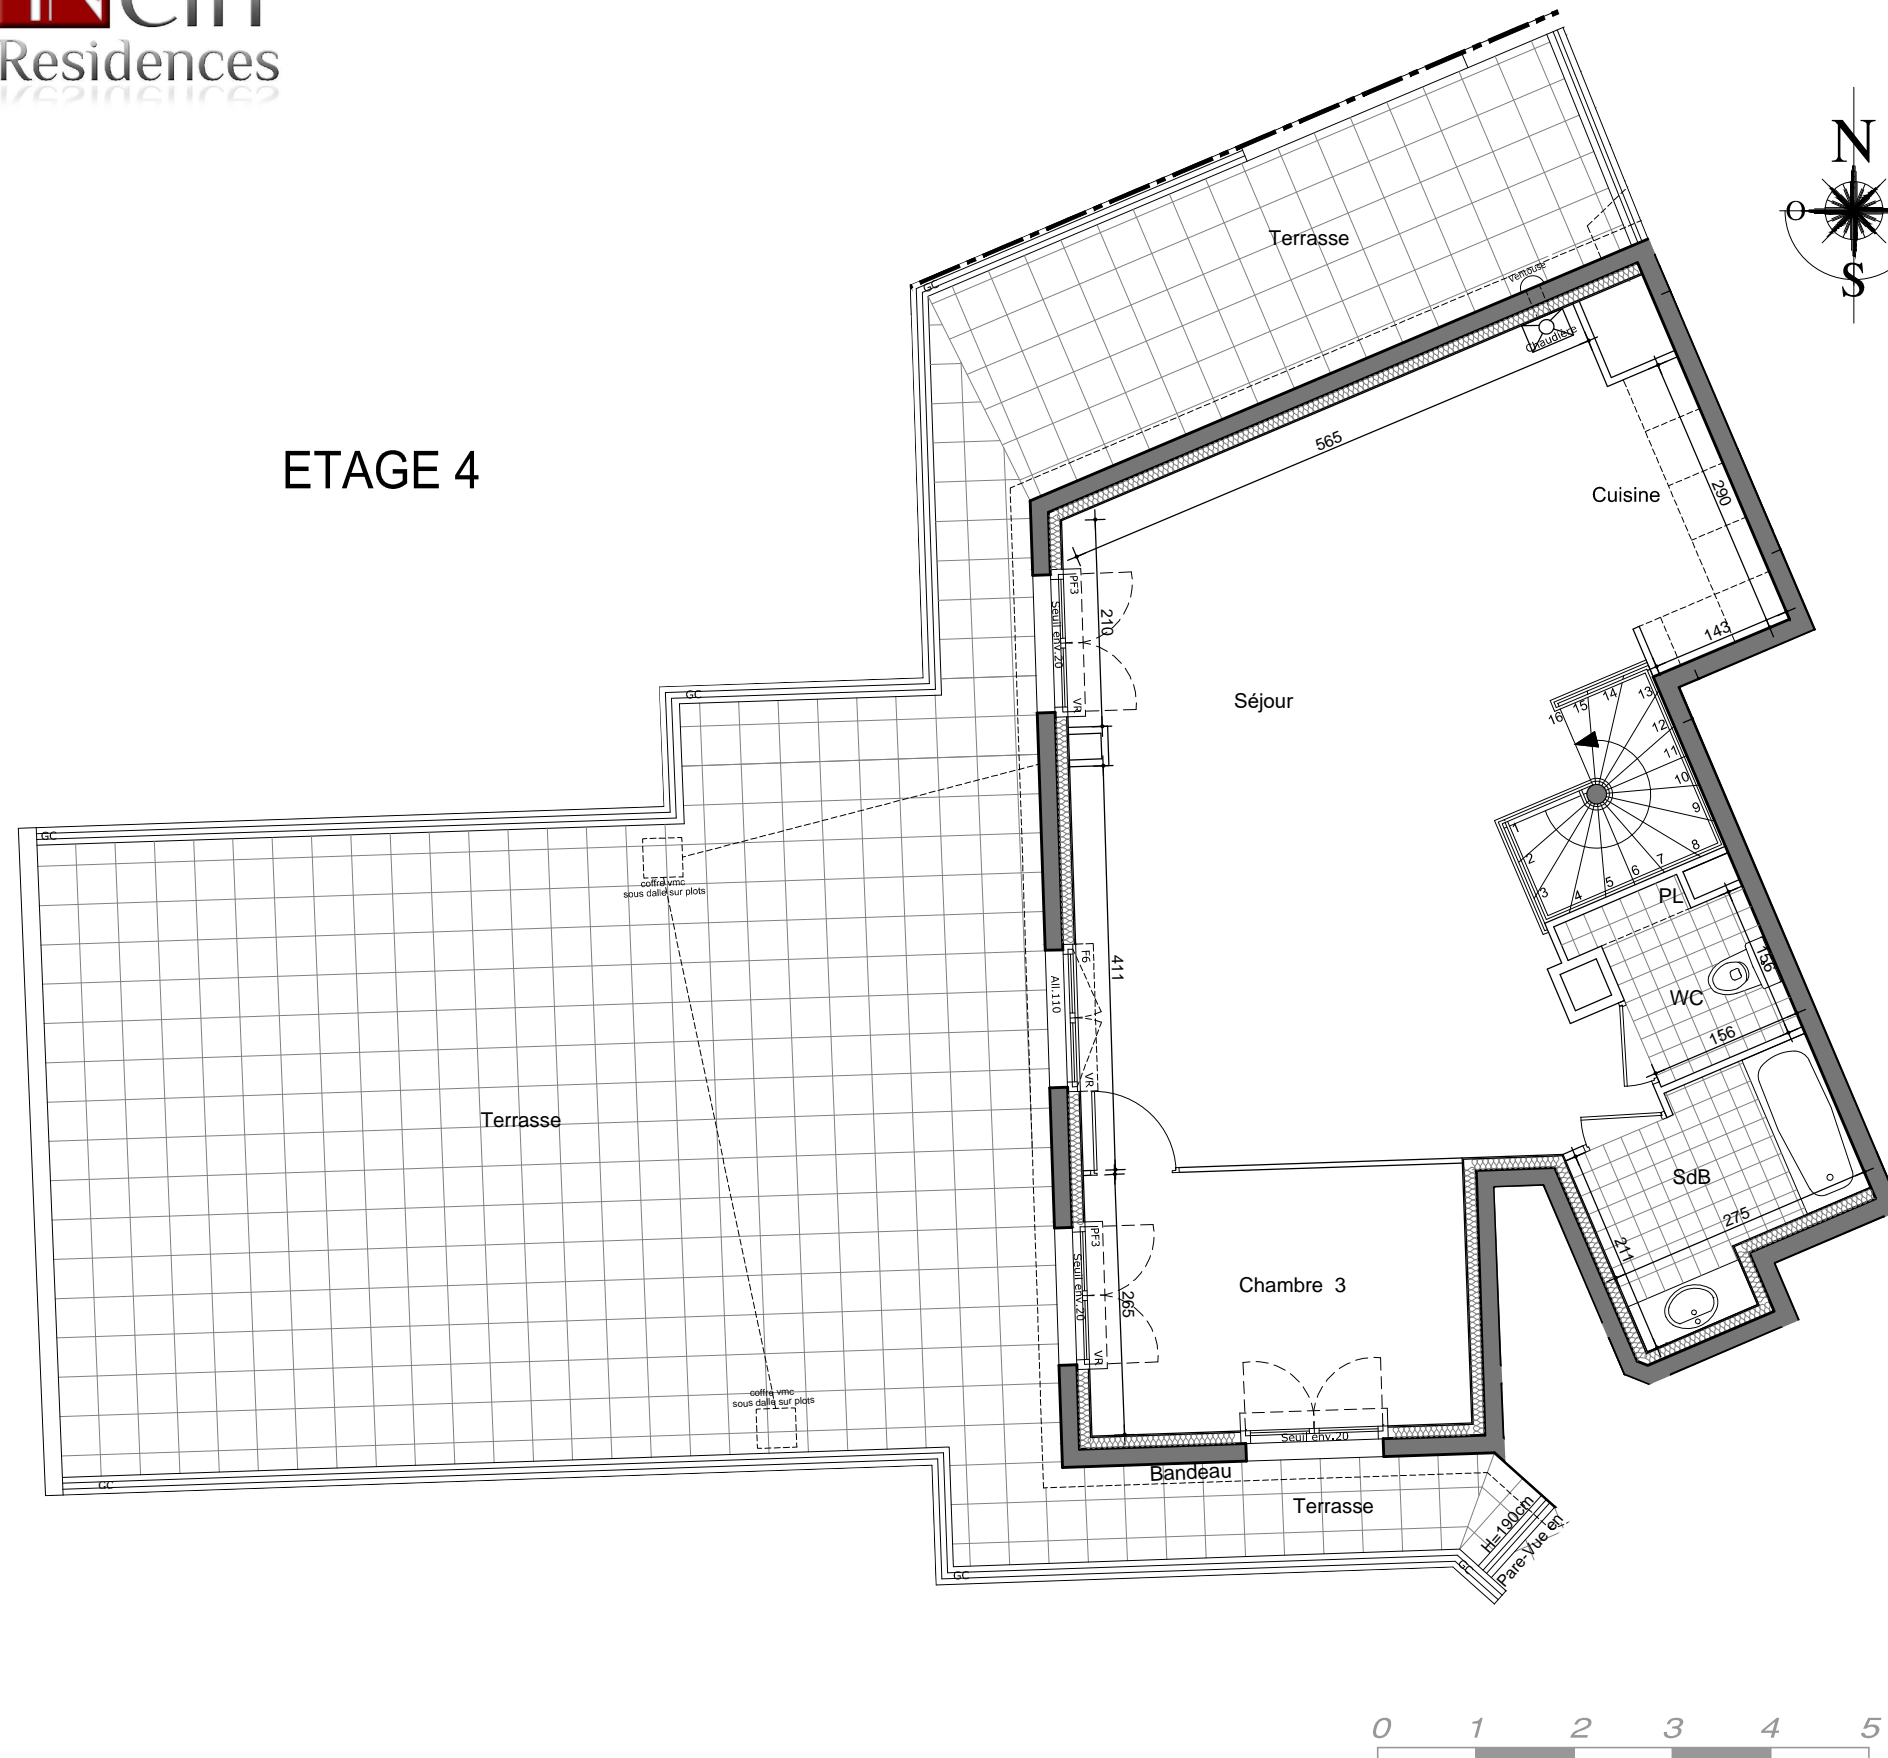 Residences
N
O
S
ETAGE 4
Terrasse
GC
Ventouse
Chaudière
565
Cuisine
290
143
PF3
Seuil env.20
210
VR
GC
Séjour
16
15
14
13
12
11
10
9
8
7
6
5
4
3
2
1
GC
coffre vmc
sous dalle sur plots
PL
156
WC
156
F6
All.110
411
VR
Terrasse
SdB
275
211
PF3
Seuil env.20
265
VR
Chambre 3
coffre vmc
sous dalle sur plots
Seuil env.20
GC
Bandeau
Terrasse
H=190cm
Pare-Vue en
GC
GC
0 1 2 3 4 5